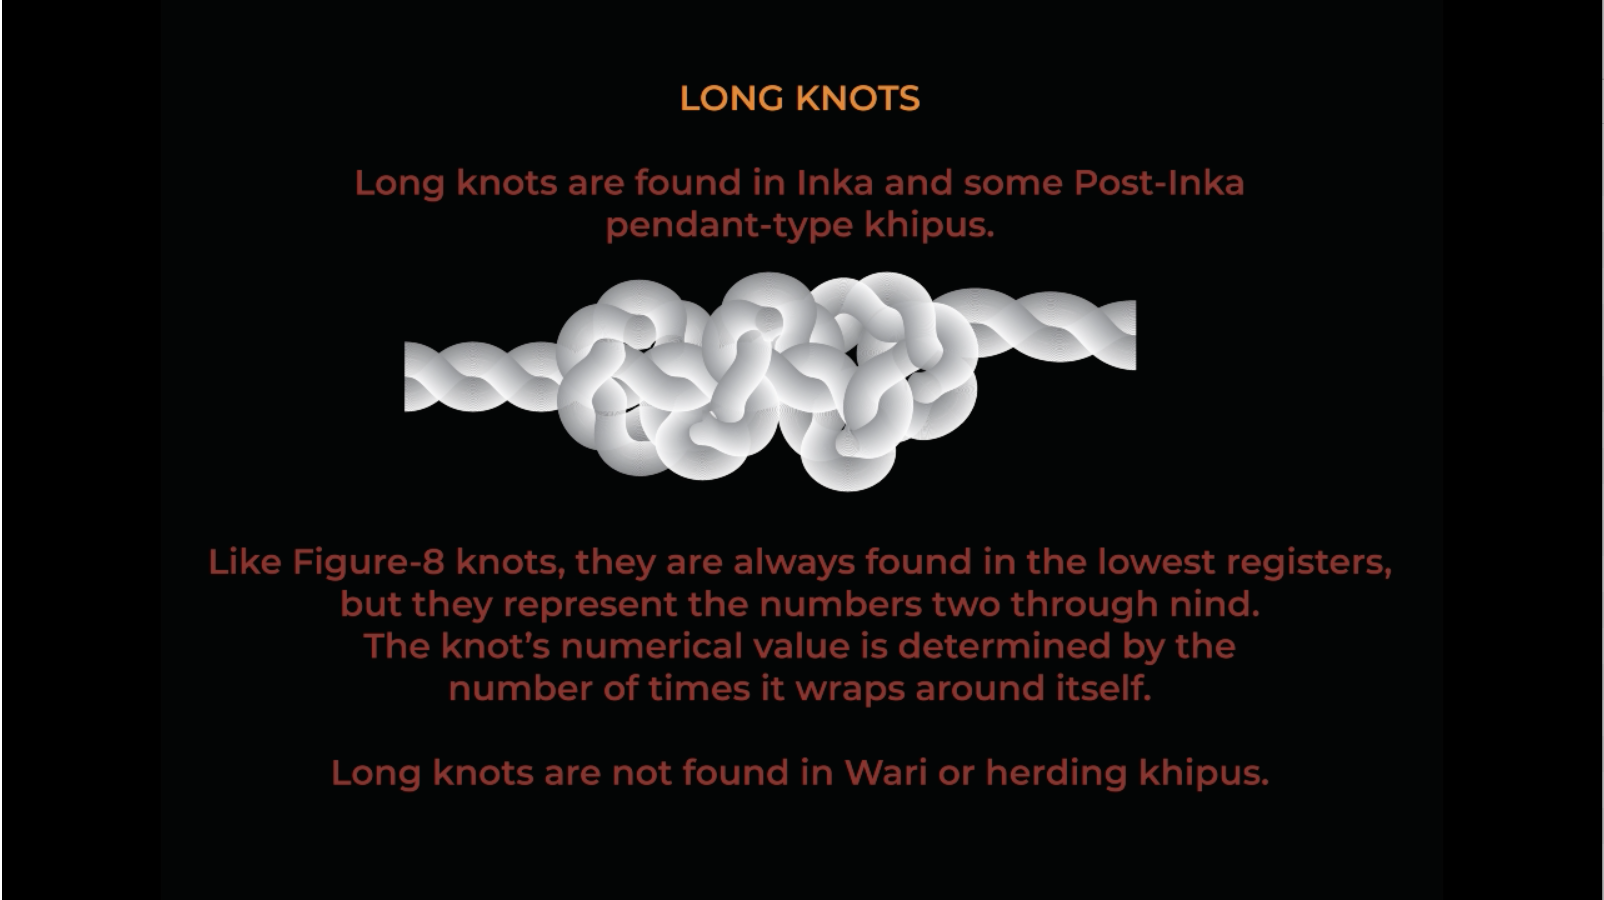 LONG KNOTS
Long knots are found in Inka and some Post-Inka
pendant-type khipus.
Like Figure-8 knots, they are always found in the lowest registers,
but they represent the numbers two through nind.
The knot’s numerical value is determined by the
number of times it wraps around itself.
Long knots are not found in Wari or herding khipus.